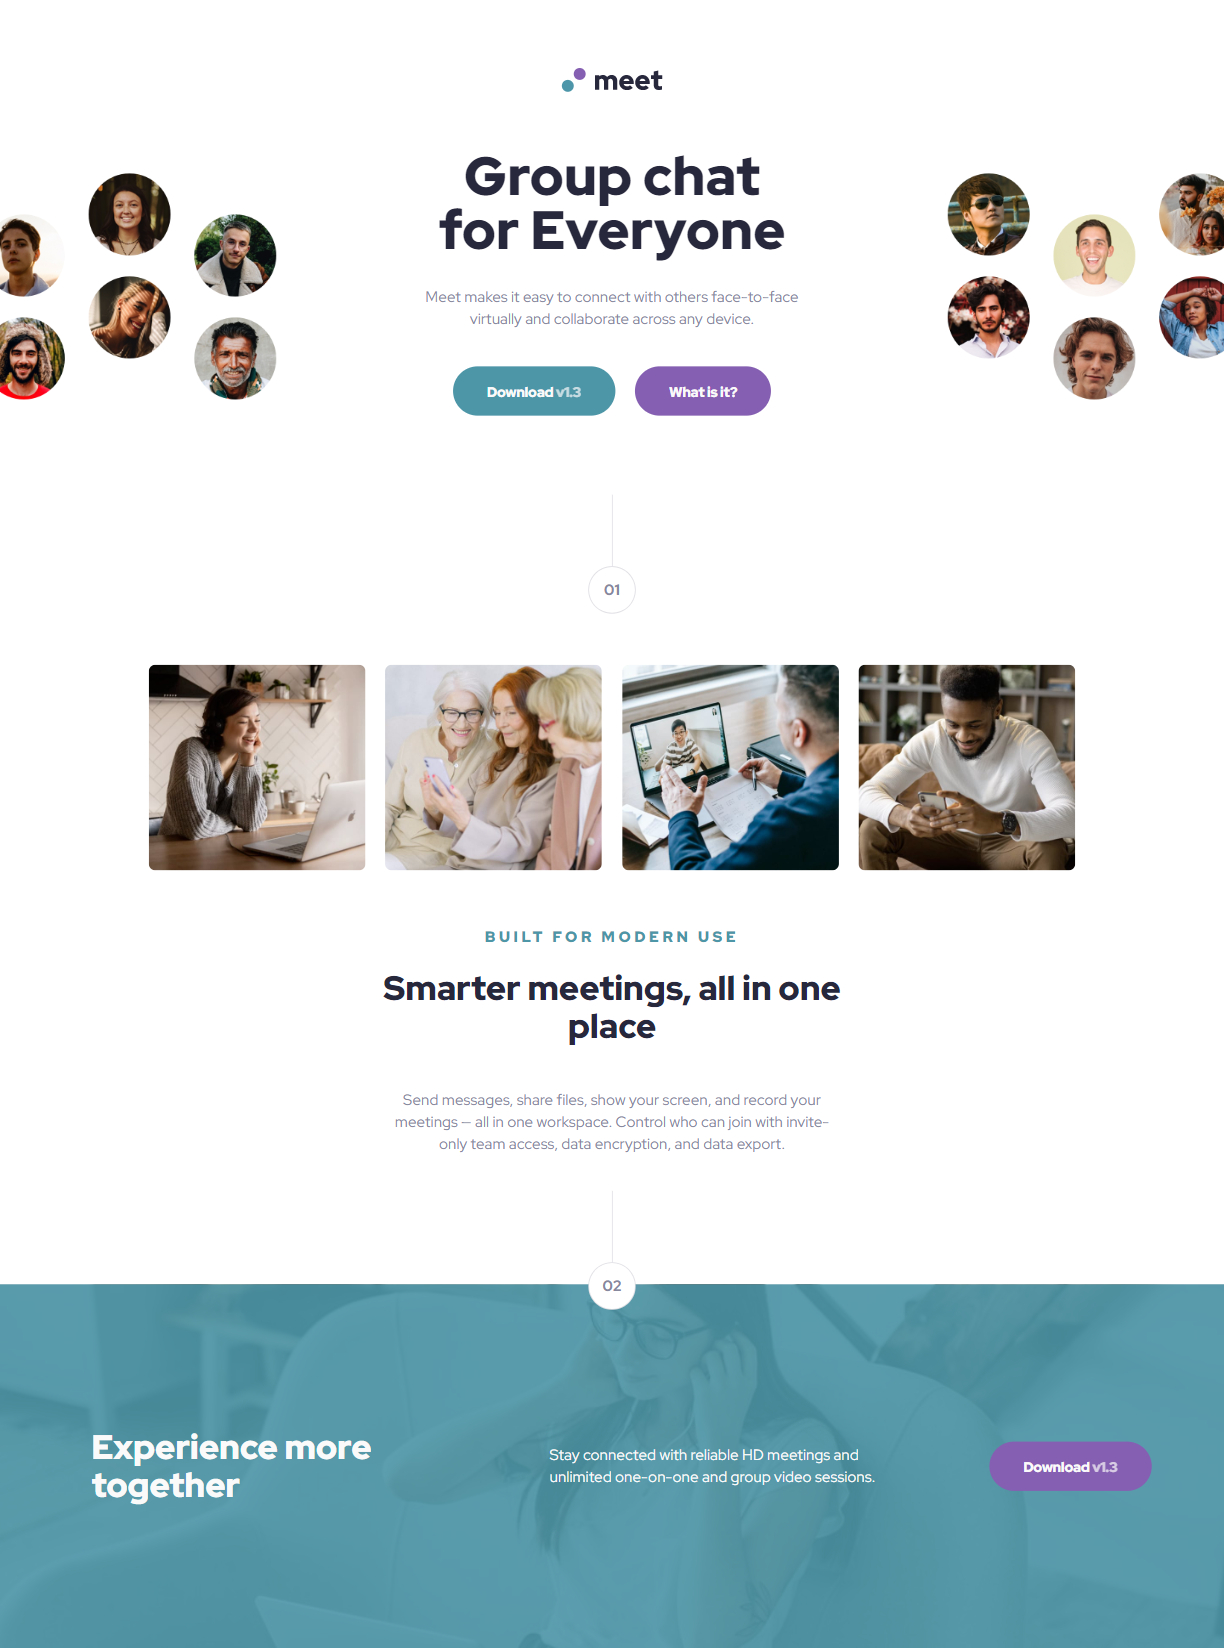 meet
Group chat
for Everyone
Meet makes it easy to connect with others face-to-face
virtually and collaborate across any device.
Download v1.3
What is it?
01
BUILT FOR MODERN USE
Smarter meetings, all in one
place
Send messages, share files, show your screen, and record your
meetings — all in one workspace. Control who can join with invite-
only team access, data encryption, and data export.
02
Experience more
together
Stay connected with reliable HD meetings and
unlimited one-on-one and group video sessions.
Download v1.3